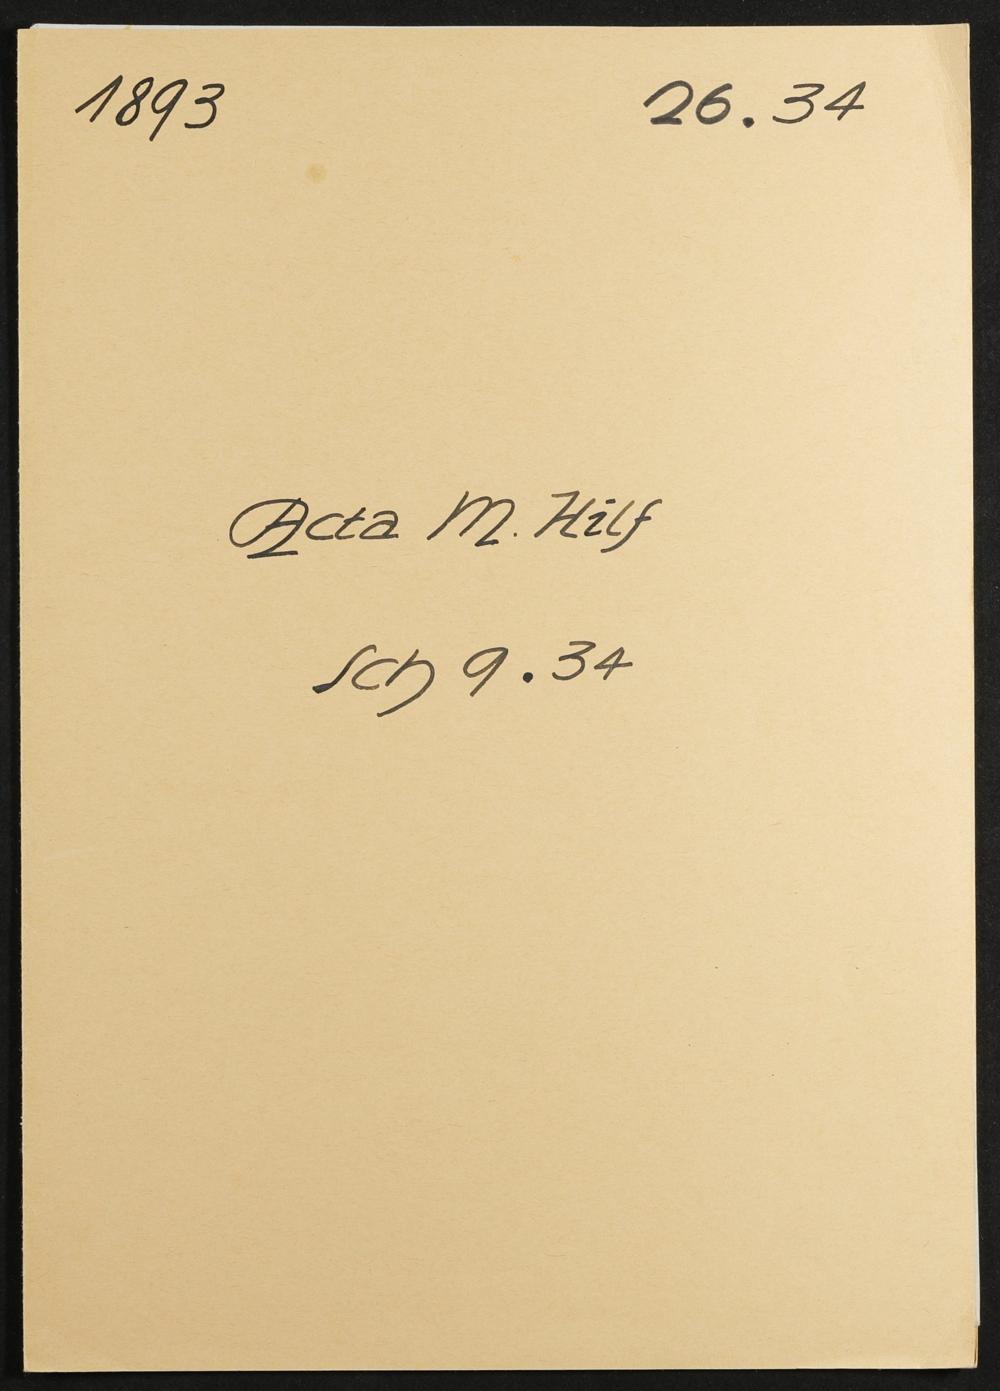 1893 26.34
Acta M. Hilf
Sch 9.34